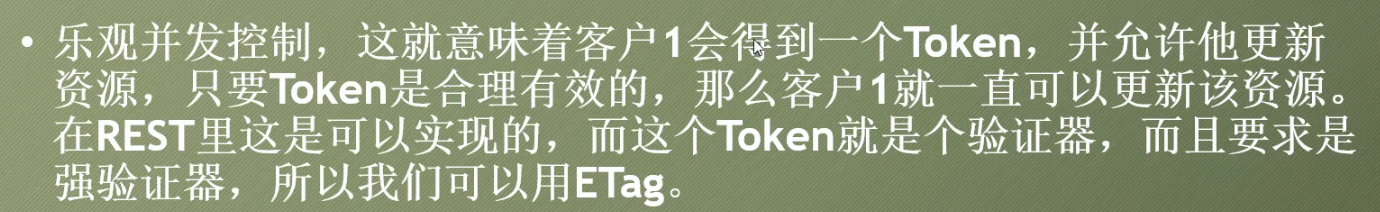 • 乐观并发控制，这就意味着客户1会得到一个Token，并允许他更新
资源，只要Token是合理有效的，那么客户1就一直可以更新该资源。
在REST里这是可以实现的，而这个Token就是个验证器，而且要求是
强验证器，所以我们可以用ETag。